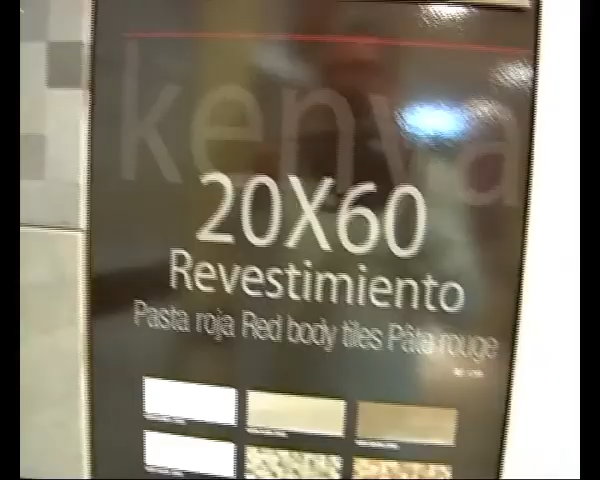 kenya
20X60
Revestimiento
Pasta roja Red body tiles Pâte rouge